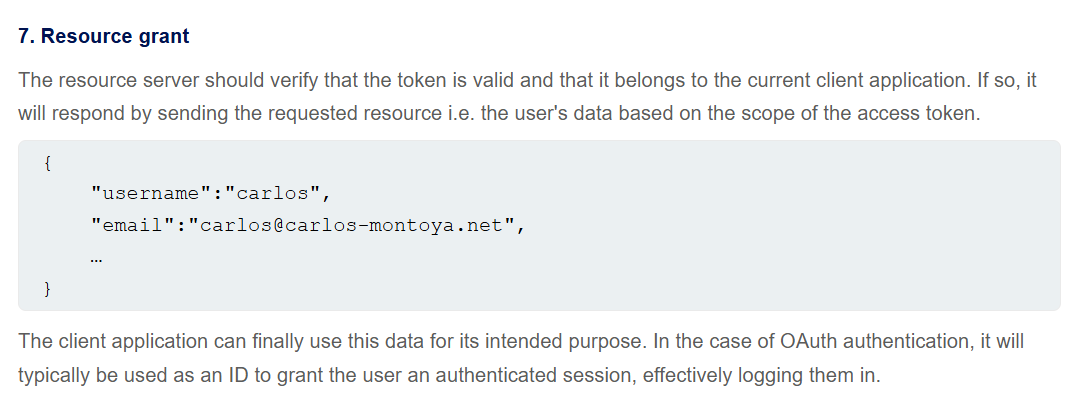 7. Resource grant
The resource server should verify that the token is valid and that it belongs to the current client application. If so, it
will respond by sending the requested resource i.e. the user's data based on the scope of the access token.
{
"username":"carlos",
"email":"carlos@carlos-montoya.net",
…
}
The client application can finally use this data for its intended purpose. In the case of OAuth authentication, it will
typically be used as an ID to grant the user an authenticated session, effectively logging them in.